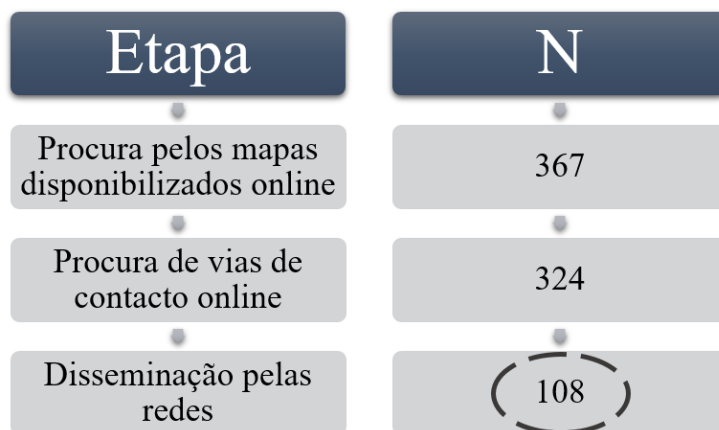 Etapa
N
Procura pelos mapas
disponibilizados online
367
Procura de vias de
contacto online
324
Disseminação pelas
redes
108